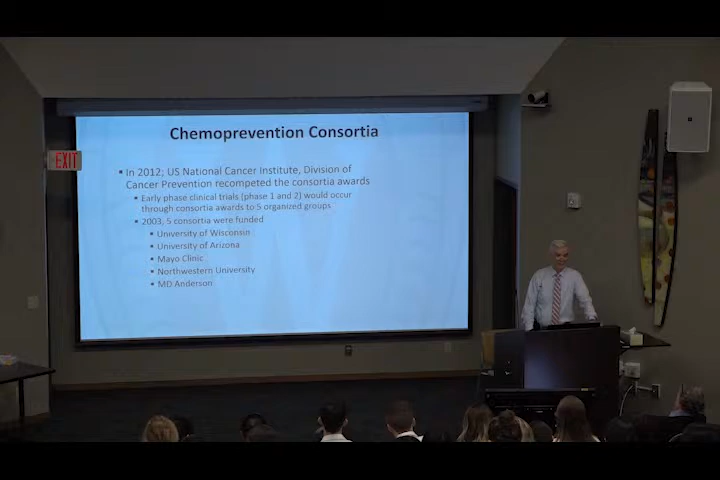 Chemoprevention Consortia
▪ In 2012; US National Cancer Institute, Division of
Cancer Prevention recompeted the consortia awards
▪ Early phase clinical trials (phase 1 and 2) would occur
through consortia awards to 5 organized groups
▪ 2003, 5 consortia were funded
▪ University of Wisconsin
▪ University of Arizona
▪ Mayo Clinic
▪ Northwestern University
▪ MD Anderson
EXIT